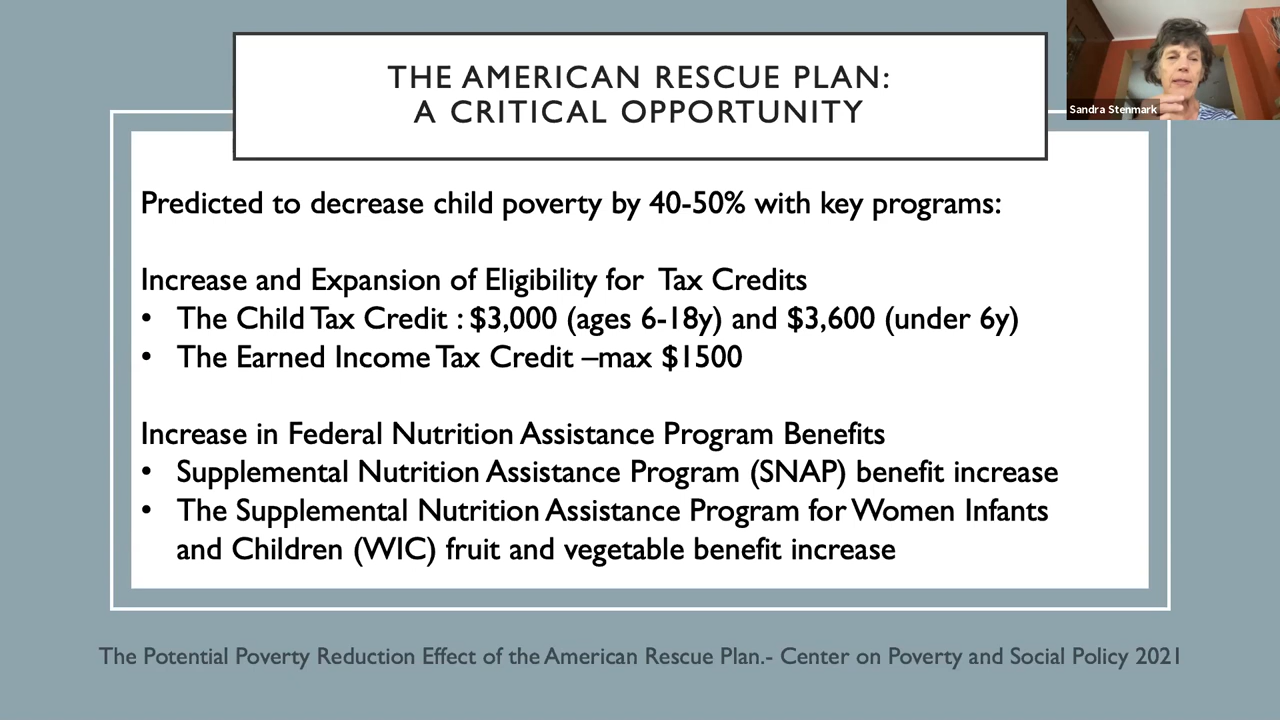 THE AMERICAN RESCUE PLAN:
A CRITICAL OPPORTUNITY
Sandra Stenmark
Predicted to decrease child poverty by 40-50% with key programs:
Increase and Expansion of Eligibility for Tax Credits
• The Child Tax Credit : $3,000 (ages 6-18y) and $3,600 (under 6y)
• The Earned Income Tax Credit –max $1500
Increase in Federal Nutrition Assistance Program Benefits
• Supplemental Nutrition Assistance Program (SNAP) benefit increase
• The Supplemental Nutrition Assistance Program for Women Infants
and Children (WIC) fruit and vegetable benefit increase
The Potential Poverty Reduction Effect of the American Rescue Plan.- Center on Poverty and Social Policy 2021